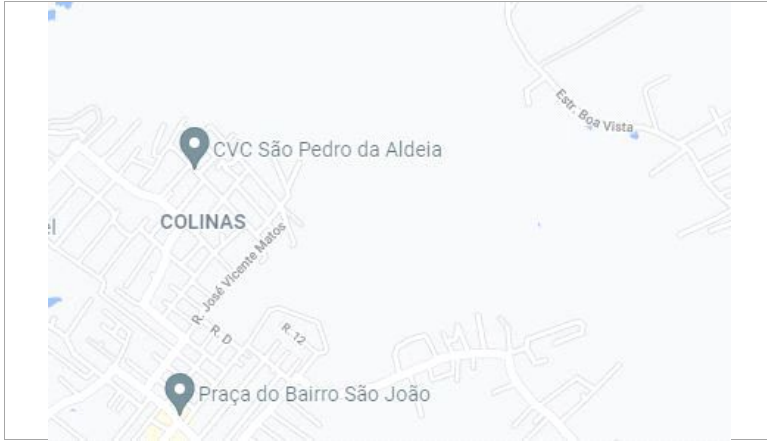 Estr. Boa Vista
CVC São Pedro da Aldeia
COLINAS
R. José Vicente Matos
R. D
R. 12
Praça do Bairro São João